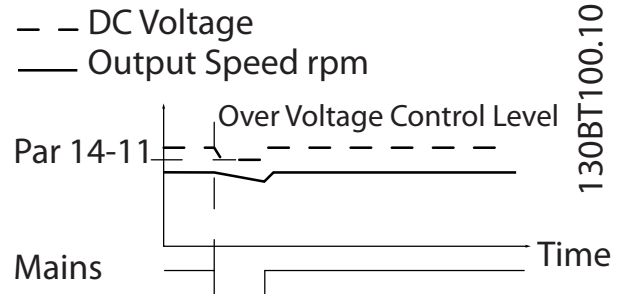 DC Voltage
Output Speed rpm
Over Voltage Control Level
Par 14-11
Time
Mains
130BT100.10